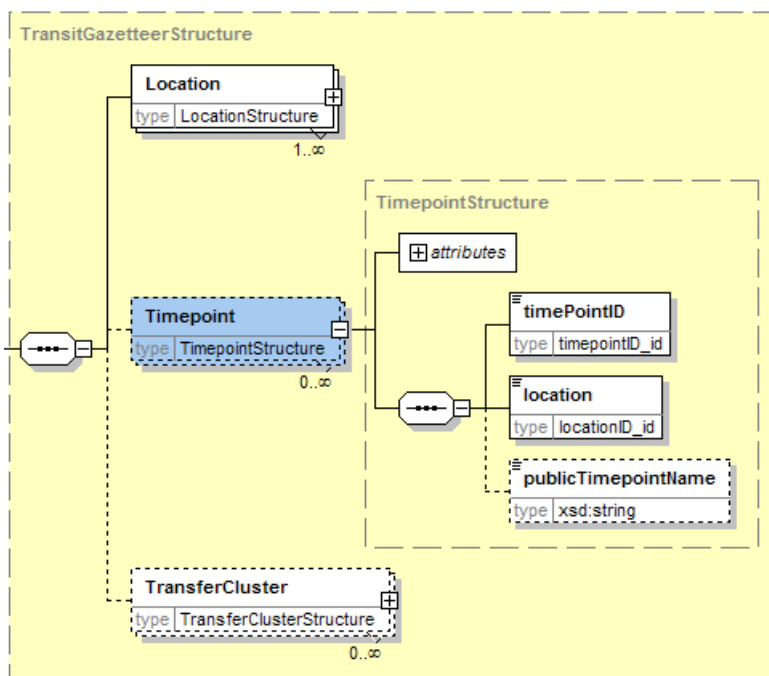 TransitGazetteerStructure
Location
type LocationStructure
1..∞
TimepointStructure
attributes
Timepoint
type TimepointStructure
0..∞
timePointID
type timepointID_id
location
type locationID_id
publicTimepointName
type xsd:string
TransferCluster
type TransferClusterStructure
0..∞